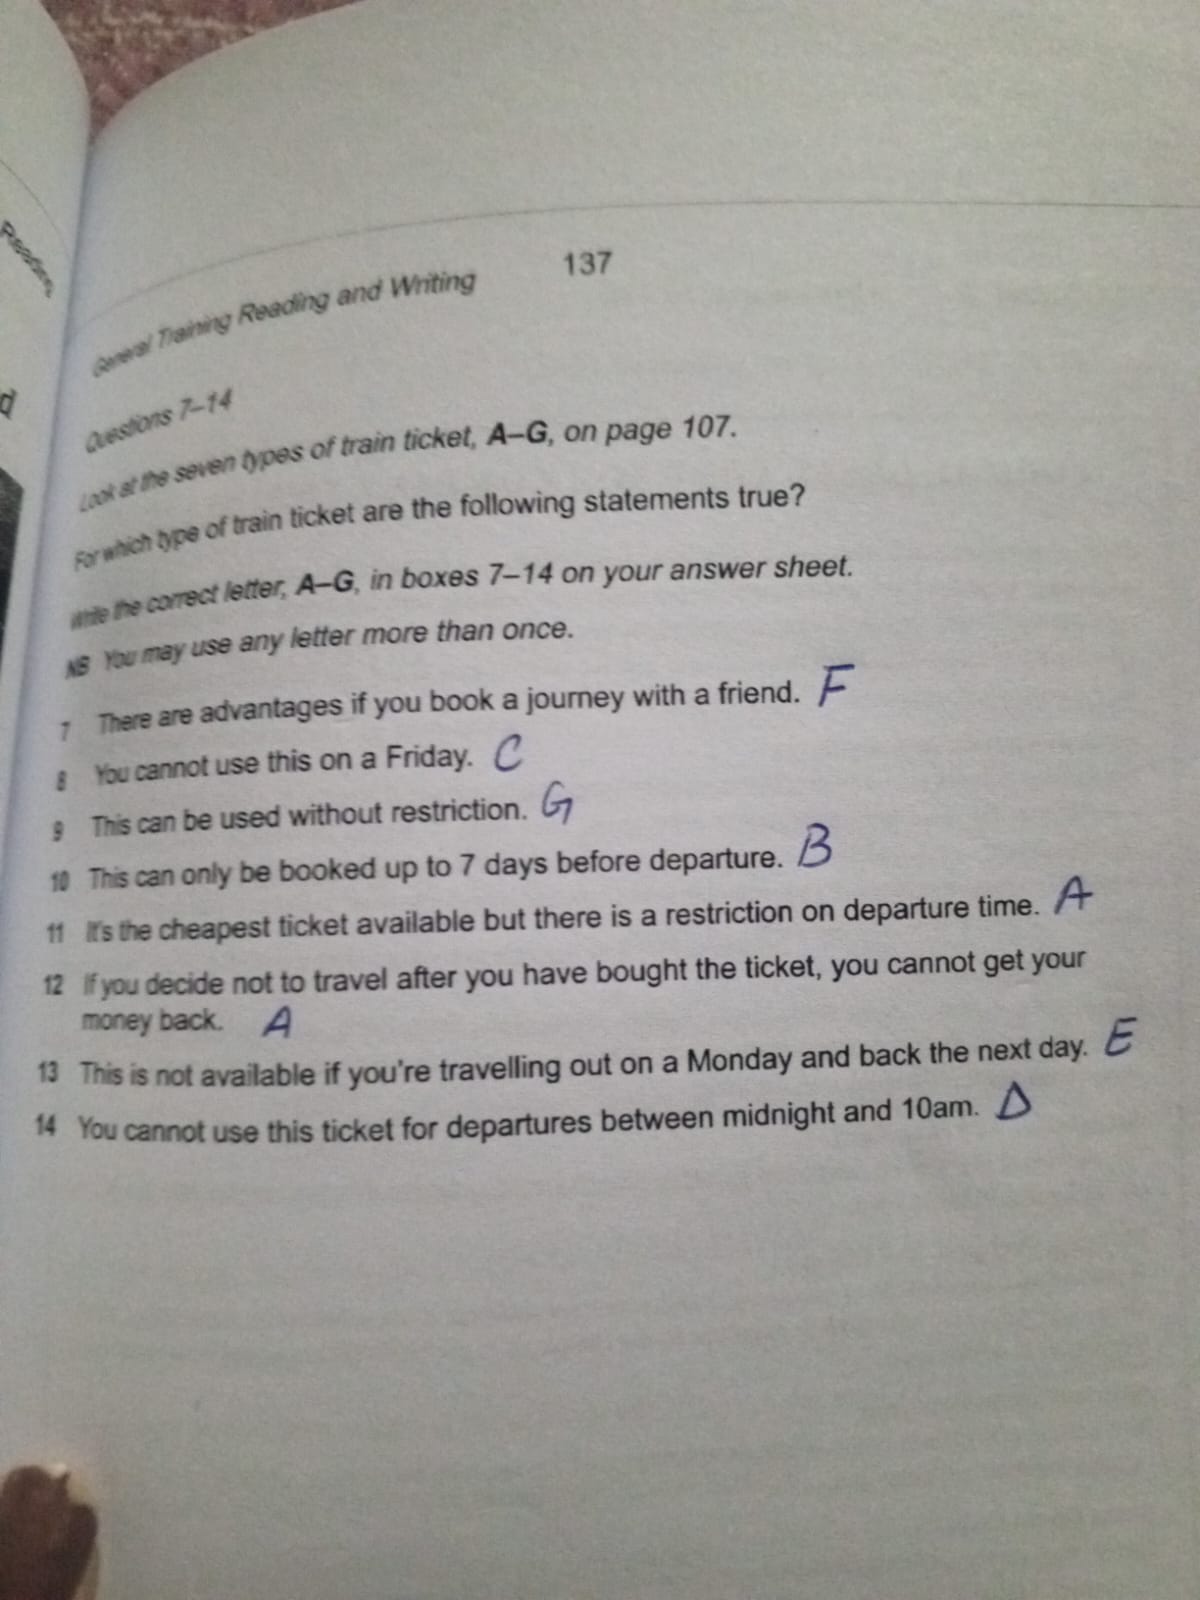 Reading
d
General Training Reading and Writing 137
Questions 7–14
Look at the seven types of train ticket, A–G, on page 107.
For which type of train ticket are the following statements true?
Write the correct letter, A–G, in boxes 7–14 on your answer sheet.
NB You may use any letter more than once.
7 There are advantages if you book a journey with a friend. F
8 You cannot use this on a Friday. C
9 This can be used without restriction. G
10 This can only be booked up to 7 days before departure. B
11 It's the cheapest ticket available but there is a restriction on departure time. A
12 If you decide not to travel after you have bought the ticket, you cannot get your
money back. A
13 This is not available if you're travelling out on a Monday and back the next day. E
14 You cannot use this ticket for departures between midnight and 10am. D